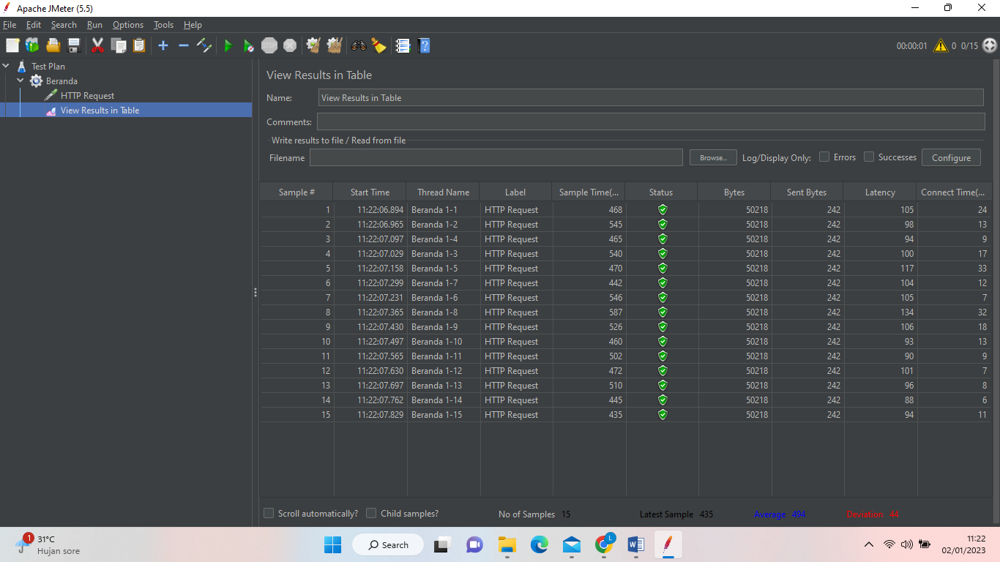 Apache JMeter (5.5)
File Edit Search Run Options Tools Help
STOP 00:00:01 0 0/15
Test Plan
Beranda
HTTP Request
View Results in Table
View Results in Table
Name: View Results in Table
Comments:
Write results to file / Read from file
Filename Browse... Log/Display Only: Errors Successes Configure
Sample # Start Time Thread Name Label Sample Time(... Status Bytes Sent Bytes Latency Connect Time(...
1 11:22:06.894 Beranda 1-1 HTTP Request 468 50218 242 105 24
2 11:22:06.965 Beranda 1-2 HTTP Request 545 50218 242 98 13
3 11:22:07.097 Beranda 1-4 HTTP Request 465 50218 242 94 9
4 11:22:07.029 Beranda 1-3 HTTP Request 540 50218 242 100 17
5 11:22:07.158 Beranda 1-5 HTTP Request 470 50218 242 117 33
6 11:22:07.299 Beranda 1-7 HTTP Request 442 50218 242 104 12
7 11:22:07.231 Beranda 1-6 HTTP Request 546 50218 242 105 7
8 11:22:07.365 Beranda 1-8 HTTP Request 587 50218 242 134 32
9 11:22:07.430 Beranda 1-9 HTTP Request 526 50218 242 106 18
10 11:22:07.497 Beranda 1-10 HTTP Request 460 50218 242 93 13
11 11:22:07.565 Beranda 1-11 HTTP Request 502 50218 242 90 9
12 11:22:07.630 Beranda 1-12 HTTP Request 472 50218 242 101 7
13 11:22:07.697 Beranda 1-13 HTTP Request 510 50218 242 96 8
14 11:22:07.762 Beranda 1-14 HTTP Request 445 50218 242 88 6
15 11:22:07.829 Beranda 1-15 HTTP Request 435 50218 242 94 11
Scroll automatically? Child samples? No of Samples 15 Latest Sample 435 Average 494 Deviation 44
1 31°C
Hujan sore
Search
L
W
11:22
02/01/2023